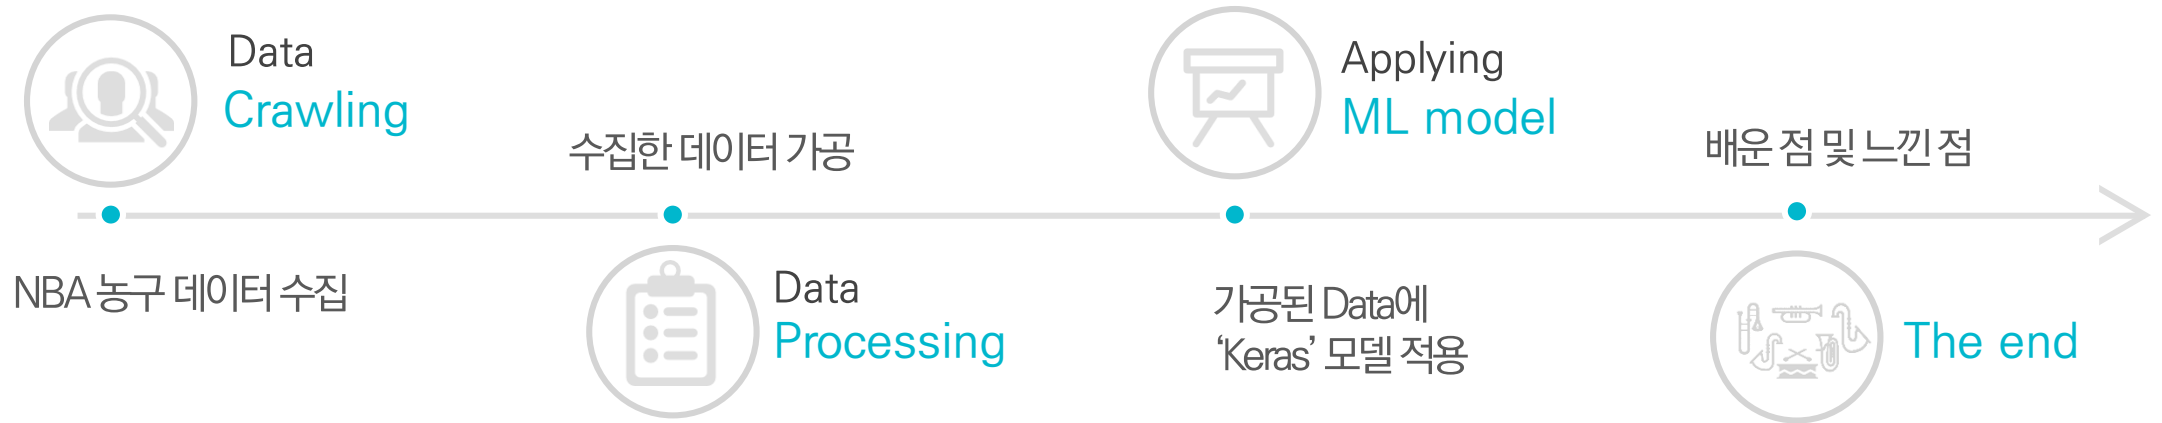 Data
Crawling
NBA 농구 데이터 수집
수집한 데이터 가공
Data
Processing
Applying
ML model
가공된 Data에
‘Keras’ 모델 적용
배운 점 및 느낀 점
The end